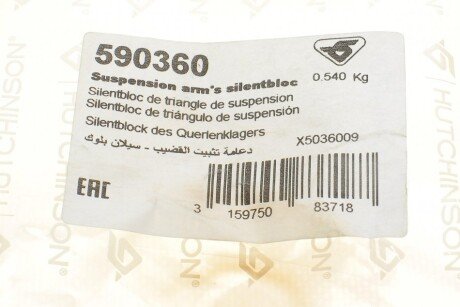 590360
0.540 Kg
Suspension arm's silentbloc
Silentbloc de triangle de suspension
Silentbloc de triángulo de suspensión
Silentblock des Querlenklagers
X5036009
دعامة تثبيت القضيب - سيلان بلوك
EAC
3 159750 83718
HUTCHINSON
HUTCHINSON
HUTCHINSON